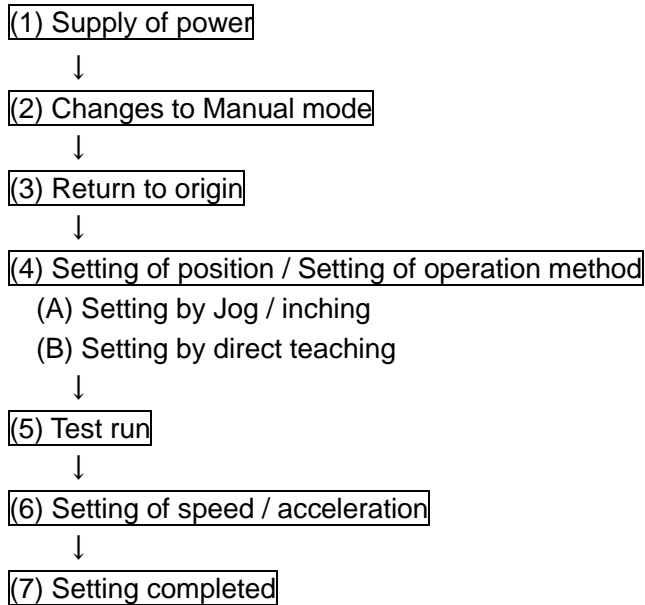 (1) Supply of power
↓
(2) Changes to Manual mode
↓
(3) Return to origin
↓
(4) Setting of position / Setting of operation method
(A) Setting by Jog / inching
(B) Setting by direct teaching
↓
(5) Test run
↓
(6) Setting of speed / acceleration
↓
(7) Setting completed